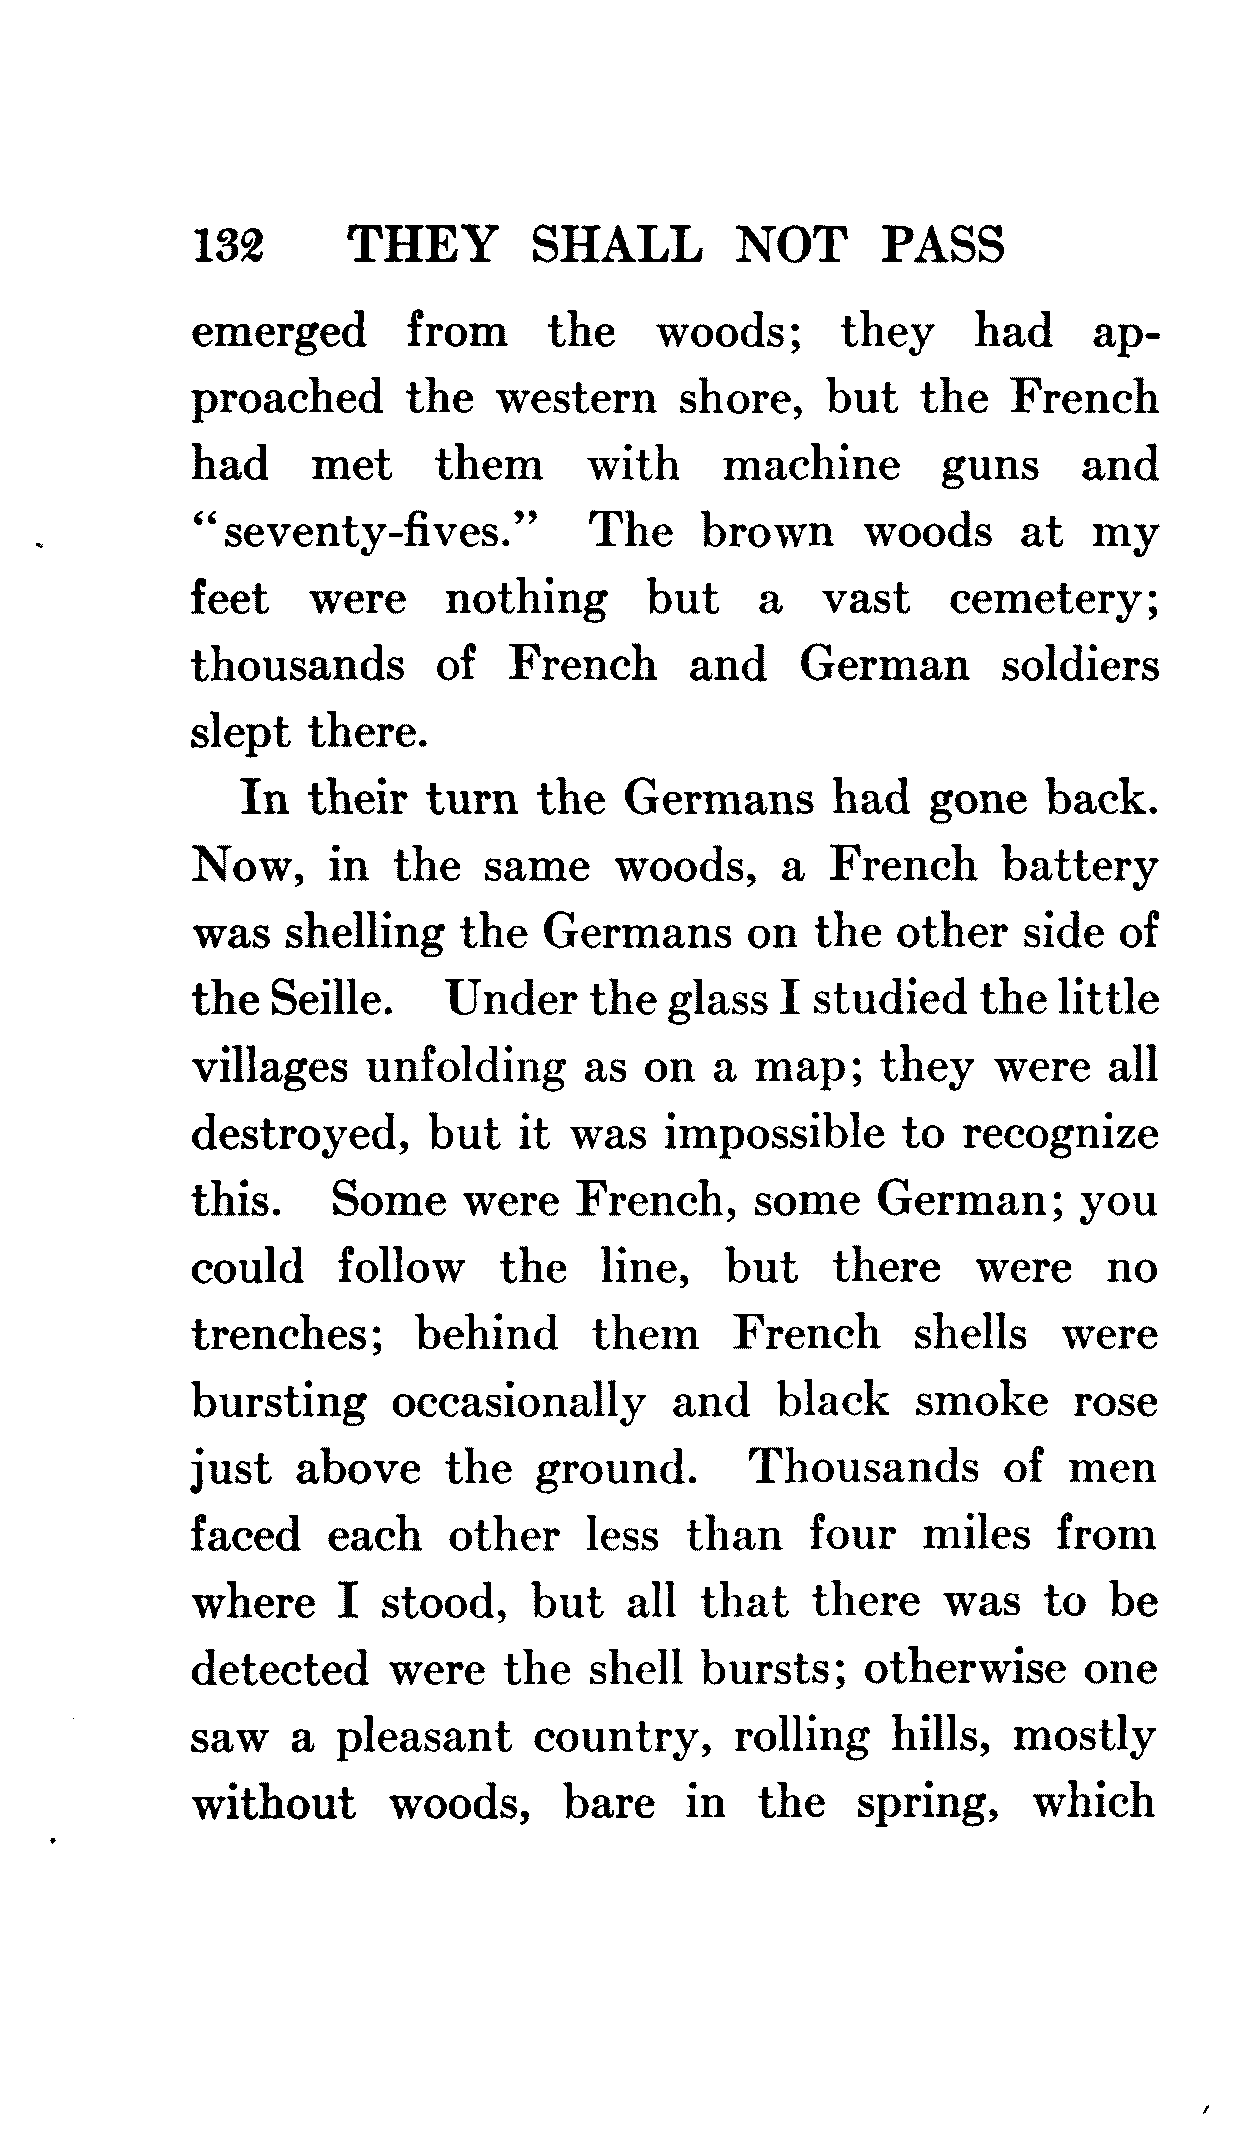 132 THEY SHALL NOT PASS
emerged from the woods; they had ap-
proached the western shore, but the French
had met them with machine guns and
“seventy-fives.” The brown woods at my
feet were nothing but a vast cemetery;
thousands of French and German soldiers
slept there.
In their turn the Germans had gone back.
Now, in the same woods, a French battery
was shelling the Germans on the other side of
the Seille. Under the glass I studied the little
villages unfolding as on a map; they were all
destroyed, but it was impossible to recognize
this. Some were French, some German; you
could follow the line, but there were no
trenches; behind them French shells were
bursting occasionally and black smoke rose
just above the ground. Thousands of men
faced each other less than four miles from
where I stood, but all that there was to be
detected were the shell bursts; otherwise one
saw a pleasant country, rolling hills, mostly
without woods, bare in the spring, which